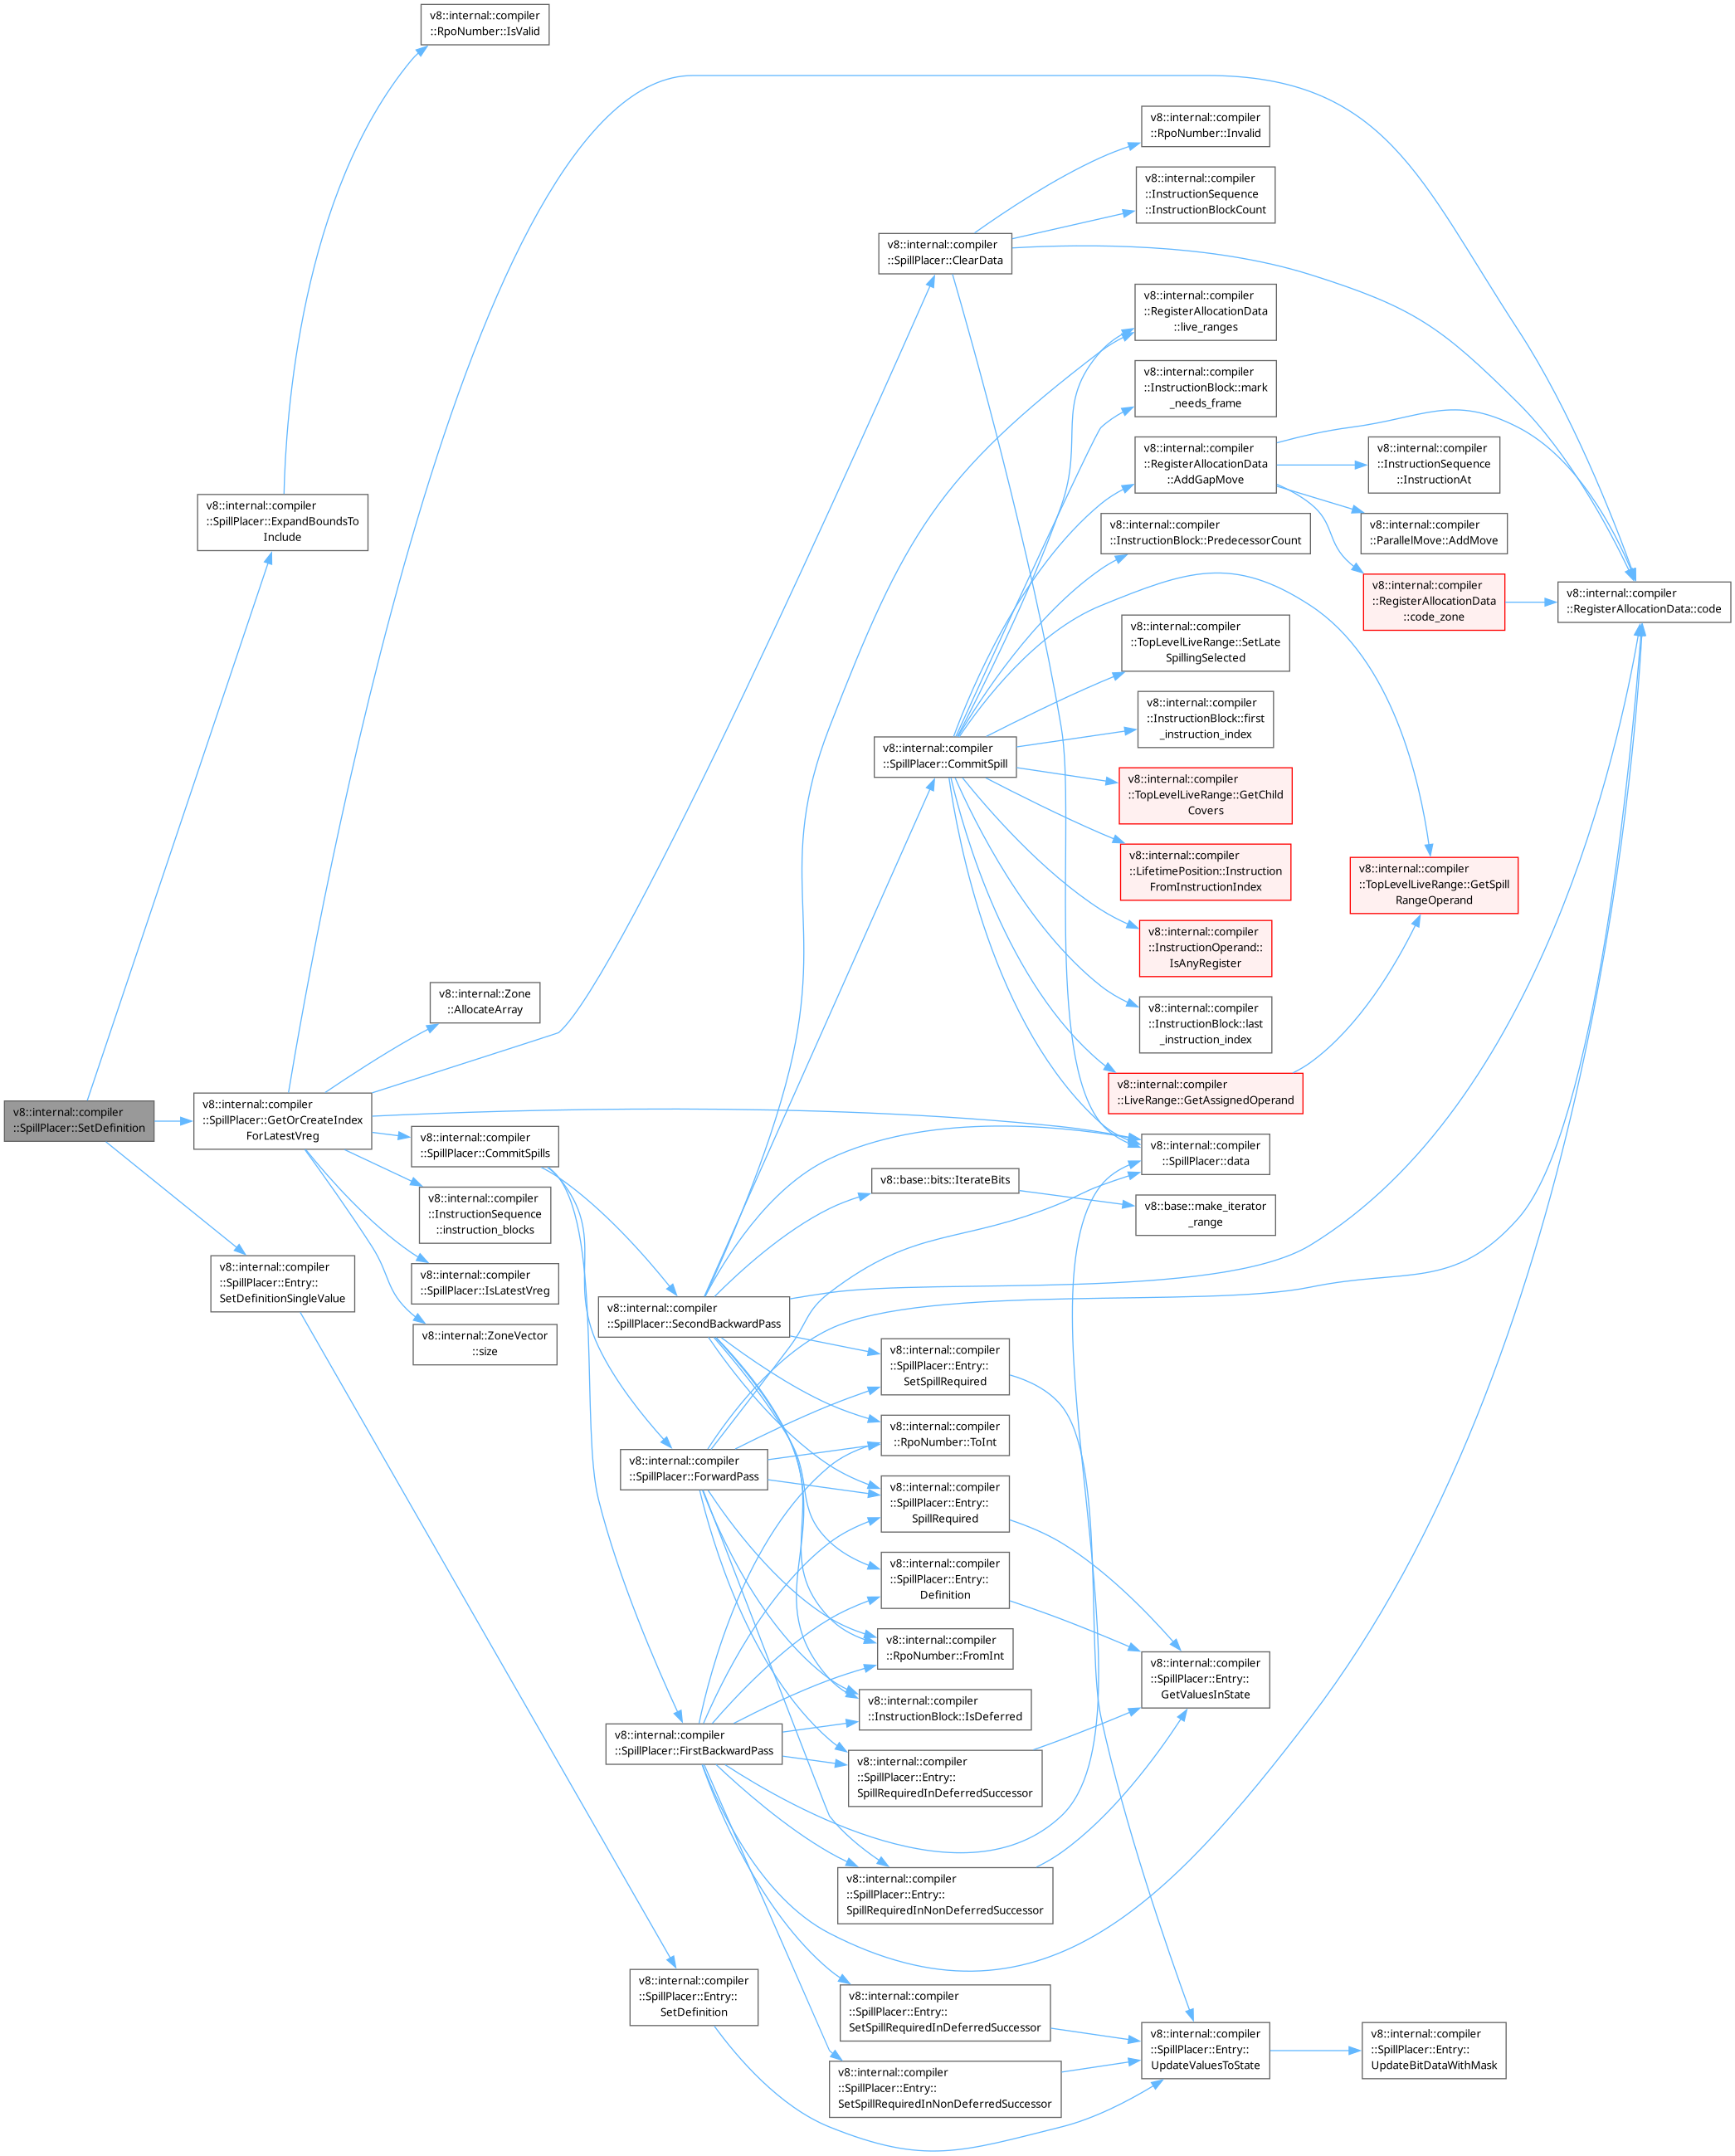 v8::internal::compiler
::RpoNumber::IsValid
v8::internal::compiler
::RpoNumber::Invalid
v8::internal::compiler
::InstructionSequence
::InstructionBlockCount
v8::internal::compiler
::SpillPlacer::ClearData
v8::internal::compiler
::RegisterAllocationData
::live_ranges
v8::internal::compiler
::InstructionBlock::mark
_needs_frame
v8::internal::compiler
::RegisterAllocationData
::AddGapMove
v8::internal::compiler
::InstructionSequence
::InstructionAt
v8::internal::compiler
::SpillPlacer::ExpandBoundsTo
Include
v8::internal::compiler
::InstructionBlock::PredecessorCount
v8::internal::compiler
::ParallelMove::AddMove
v8::internal::compiler
::RegisterAllocationData
::code_zone
v8::internal::compiler
::RegisterAllocationData::code
v8::internal::compiler
::TopLevelLiveRange::SetLate
SpillingSelected
v8::internal::compiler
::InstructionBlock::first
_instruction_index
v8::internal::compiler
::SpillPlacer::CommitSpill
v8::internal::compiler
::TopLevelLiveRange::GetChild
Covers
v8::internal::compiler
::LifetimePosition::Instruction
FromInstructionIndex
v8::internal::compiler
::TopLevelLiveRange::GetSpill
RangeOperand
v8::internal::compiler
::InstructionOperand::
IsAnyRegister
v8::internal::Zone
::AllocateArray
v8::internal::compiler
::InstructionBlock::last
_instruction_index
v8::internal::compiler
::LiveRange::GetAssignedOperand
v8::internal::compiler
::SpillPlacer::SetDefinition
v8::internal::compiler
::SpillPlacer::GetOrCreateIndex
ForLatestVreg
v8::internal::compiler
::SpillPlacer::CommitSpills
v8::internal::compiler
::SpillPlacer::data
v8::base::bits::IterateBits
v8::base::make_iterator
_range
v8::internal::compiler
::InstructionSequence
::instruction_blocks
v8::internal::compiler
::SpillPlacer::Entry::
SetDefinitionSingleValue
v8::internal::compiler
::SpillPlacer::IsLatestVreg
v8::internal::ZoneVector
::size
v8::internal::compiler
::SpillPlacer::SecondBackwardPass
v8::internal::compiler
::SpillPlacer::Entry::
SetSpillRequired
v8::internal::compiler
::RpoNumber::ToInt
v8::internal::compiler
::SpillPlacer::ForwardPass
v8::internal::compiler
::SpillPlacer::Entry::
SpillRequired
v8::internal::compiler
::SpillPlacer::Entry::
Definition
v8::internal::compiler
::RpoNumber::FromInt
v8::internal::compiler
::SpillPlacer::Entry::
GetValuesInState
v8::internal::compiler
::InstructionBlock::IsDeferred
v8::internal::compiler
::SpillPlacer::FirstBackwardPass
v8::internal::compiler
::SpillPlacer::Entry::
SpillRequiredInDeferredSuccessor
v8::internal::compiler
::SpillPlacer::Entry::
SpillRequiredInNonDeferredSuccessor
v8::internal::compiler
::SpillPlacer::Entry::
SetDefinition
v8::internal::compiler
::SpillPlacer::Entry::
SetSpillRequiredInDeferredSuccessor
v8::internal::compiler
::SpillPlacer::Entry::
UpdateValuesToState
v8::internal::compiler
::SpillPlacer::Entry::
UpdateBitDataWithMask
v8::internal::compiler
::SpillPlacer::Entry::
SetSpillRequiredInNonDeferredSuccessor